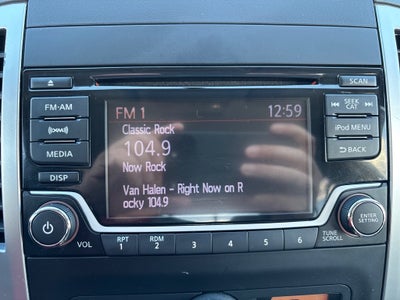 SCAN
FM·AM
SEEK
CAT
MEDIA
iPod MENU
BACK
DISP
FM 1
12:59
Classic Rock
104.9
Now Rock
Van Halen - Right Now on R
ocky 104.9
VOL
RPT
1
RDM
2
3
4
5
6
TUNE
SCROLL
ENTER
SETTING